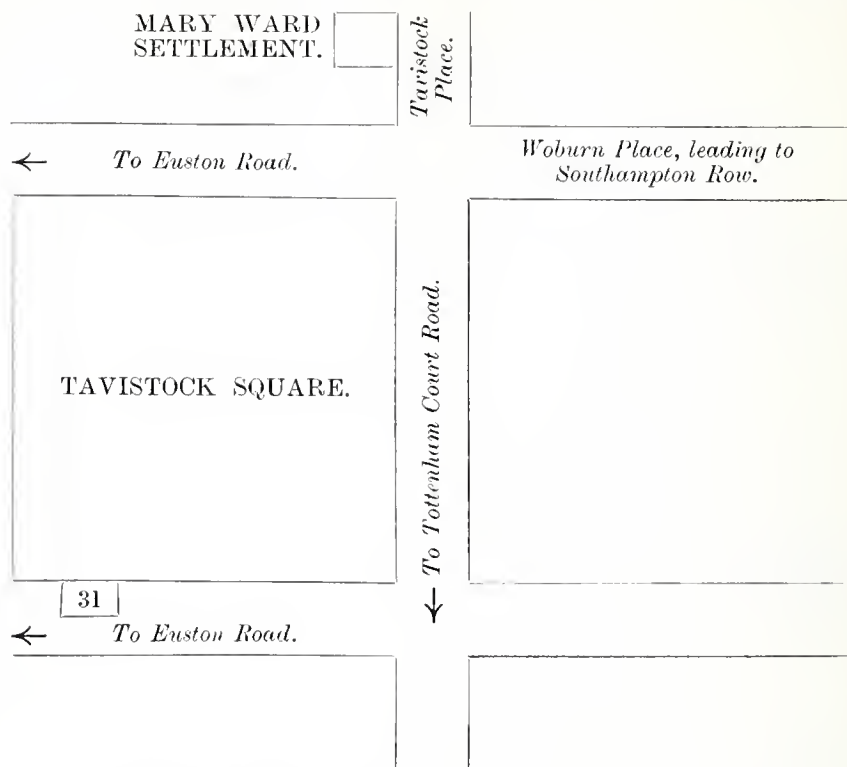 MARY WARD
SETTLEMENT.
Tavistock
Place.
To Euston Road.
Woburn Place, leading to
Southampton Row.
TAVISTOCK SQUARE.
To Tottenham Court Road.
31
To Euston Road.